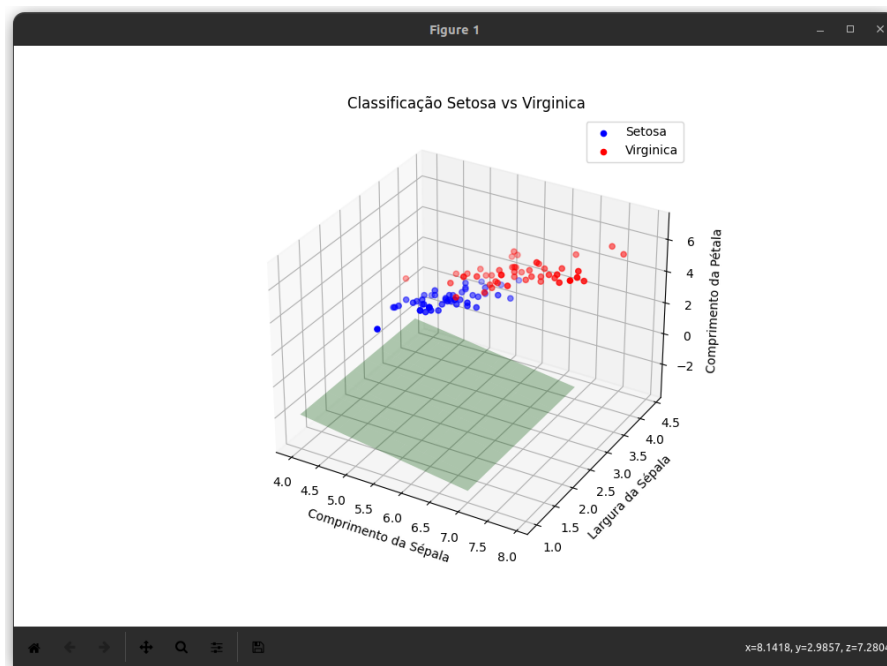 Figure 1
Classificação Setosa vs Virginica
Setosa
Virginica
6
4
2
0
−2
Comprimento da Pétala
4.0
4.5
5.0
5.5
6.0
6.5
7.0
7.5
8.0
Comprimento da Sépala
1.0
1.5
2.0
2.5
3.0
3.5
4.0
4.5
Largura da Sépala
x=8.1418, y=2.9857, z=7.2804